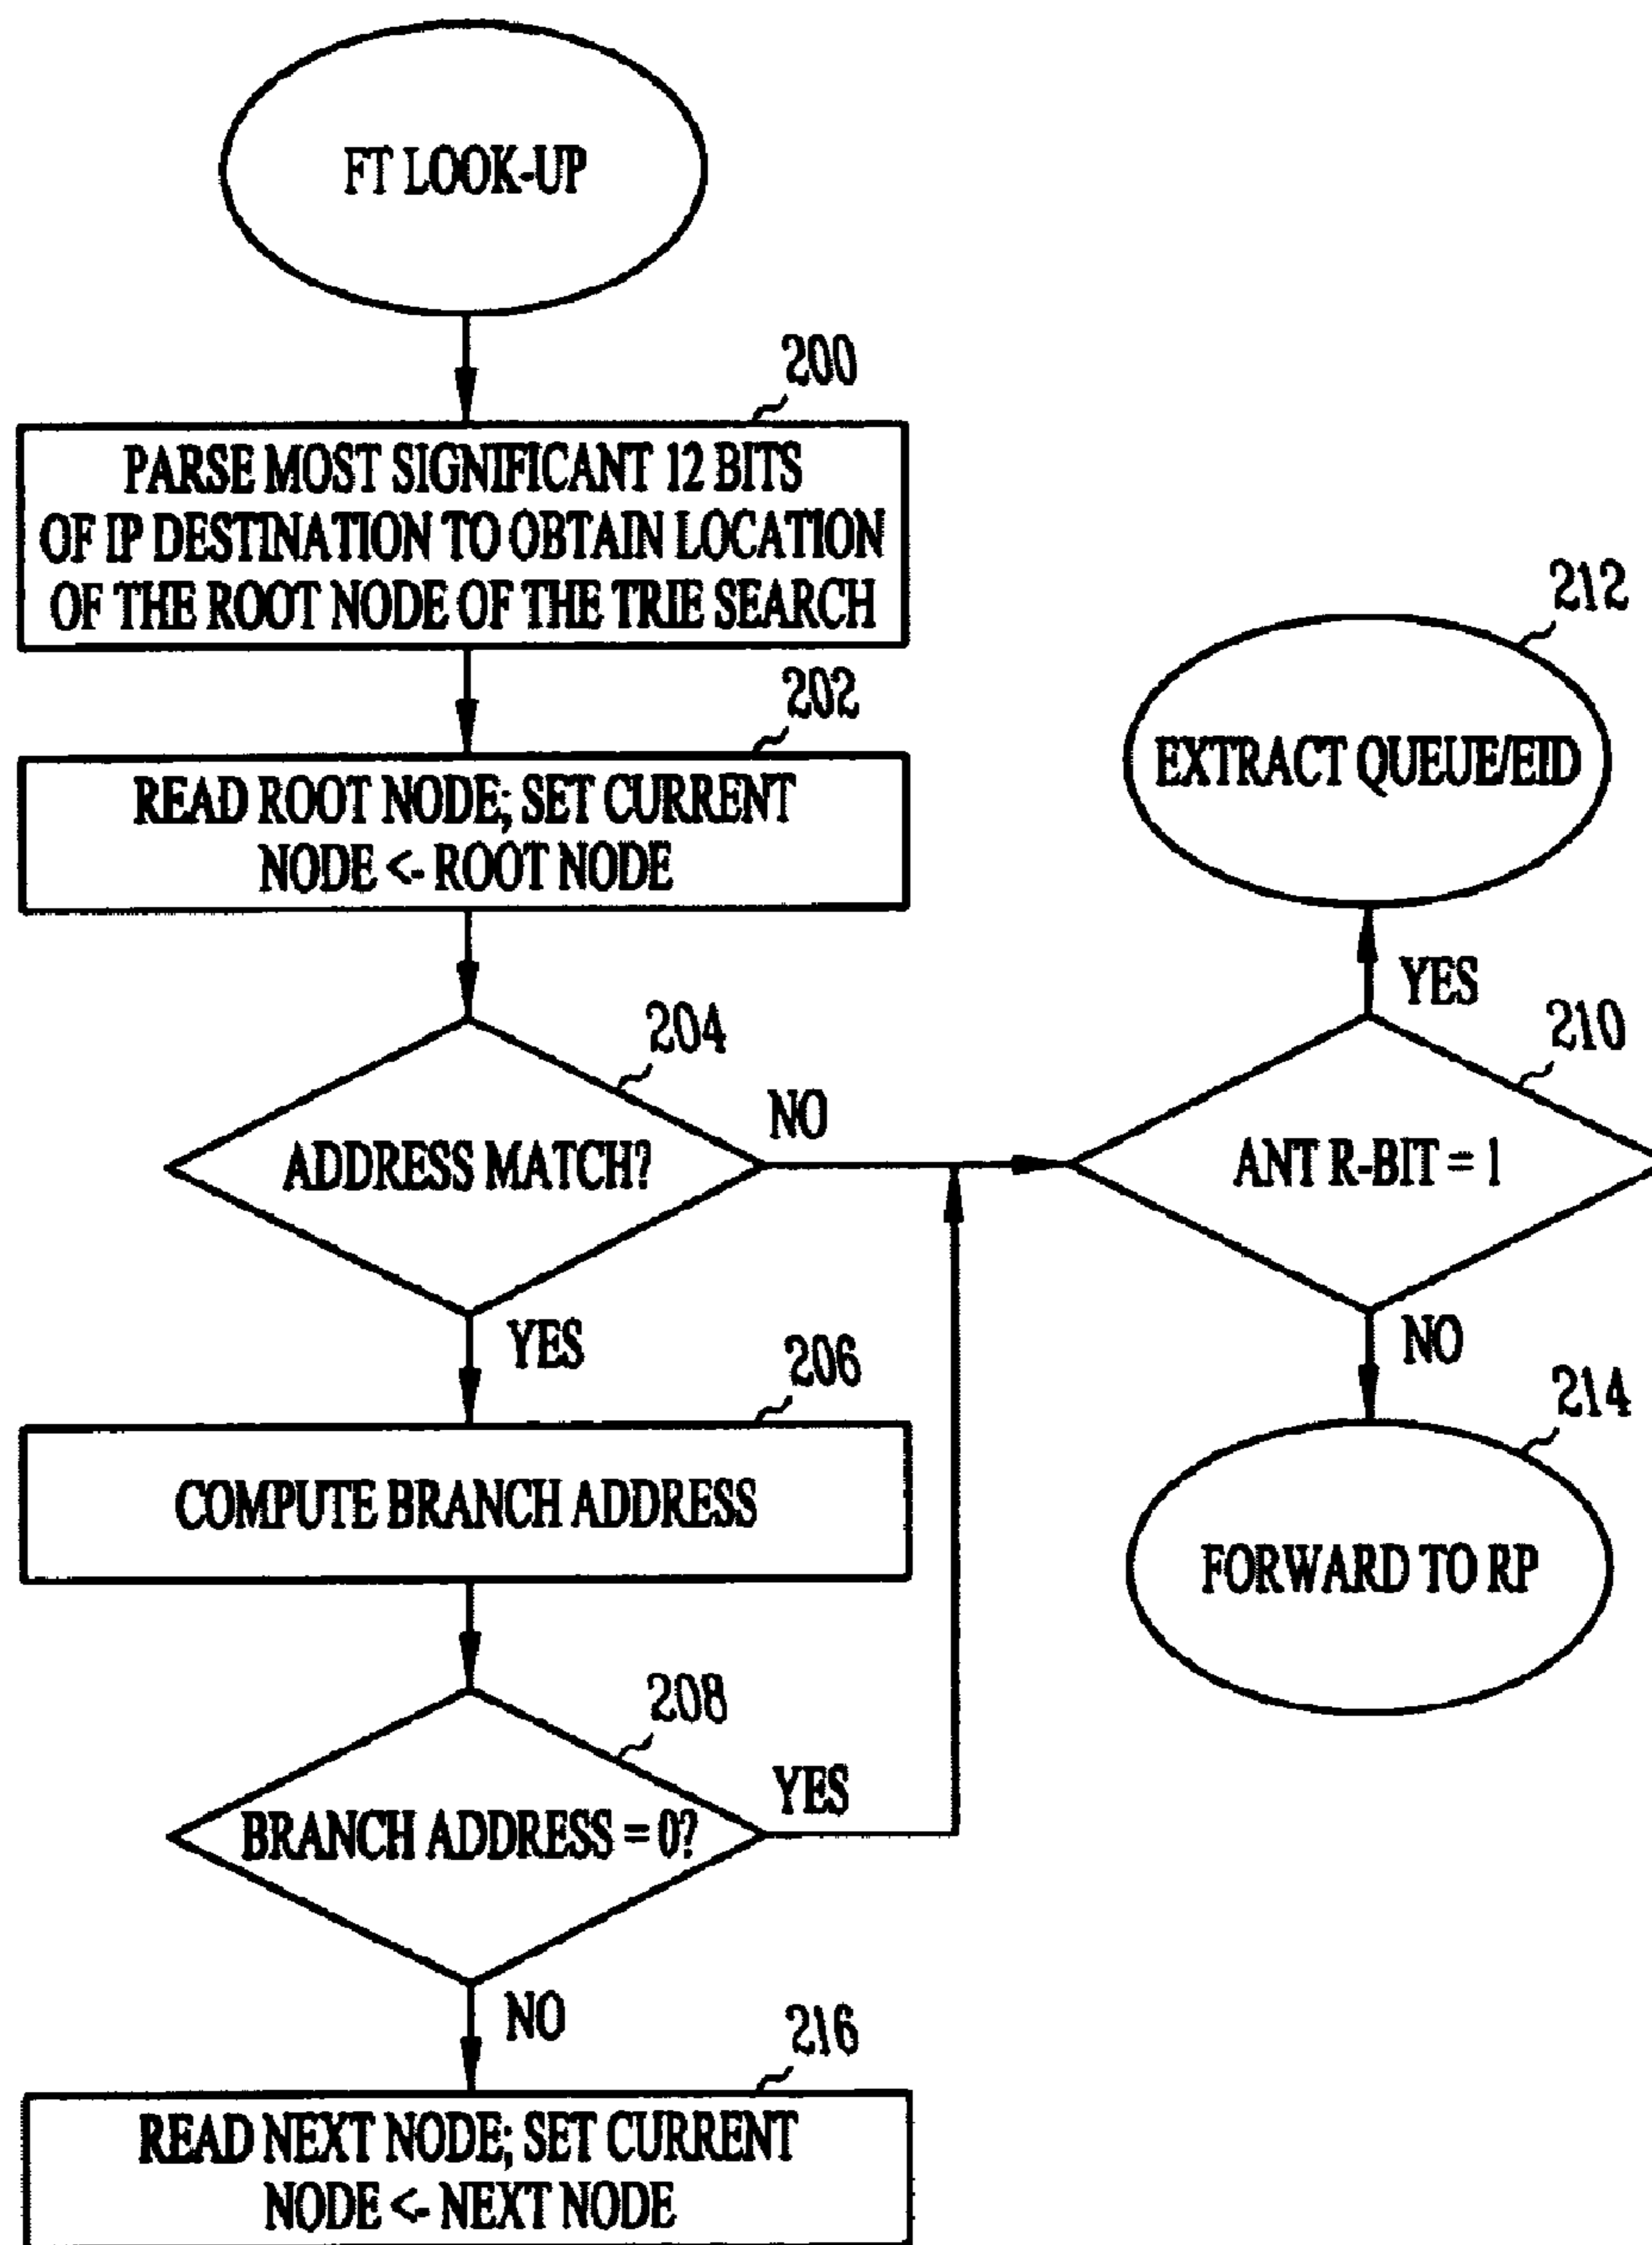 FT LOOK-UP
200
PARSE MOST SIGNIFICANT 12 BITS
OF IP DESTINATION TO OBTAIN LOCATION
OF THE ROOT NODE OF THE TRIE SEARCH
202
READ ROOT NODE; SET CURRENT
NODE <- ROOT NODE
204
ADDRESS MATCH?
NO
YES
206
COMPUTE BRANCH ADDRESS
208
BRANCH ADDRESS = 0?
YES
NO
216
READ NEXT NODE; SET CURRENT
NODE <- NEXT NODE
212
EXTRACT QUEUE/EID
YES
210
ANT R-BIT = 1
NO
214
FORWARD TO RP